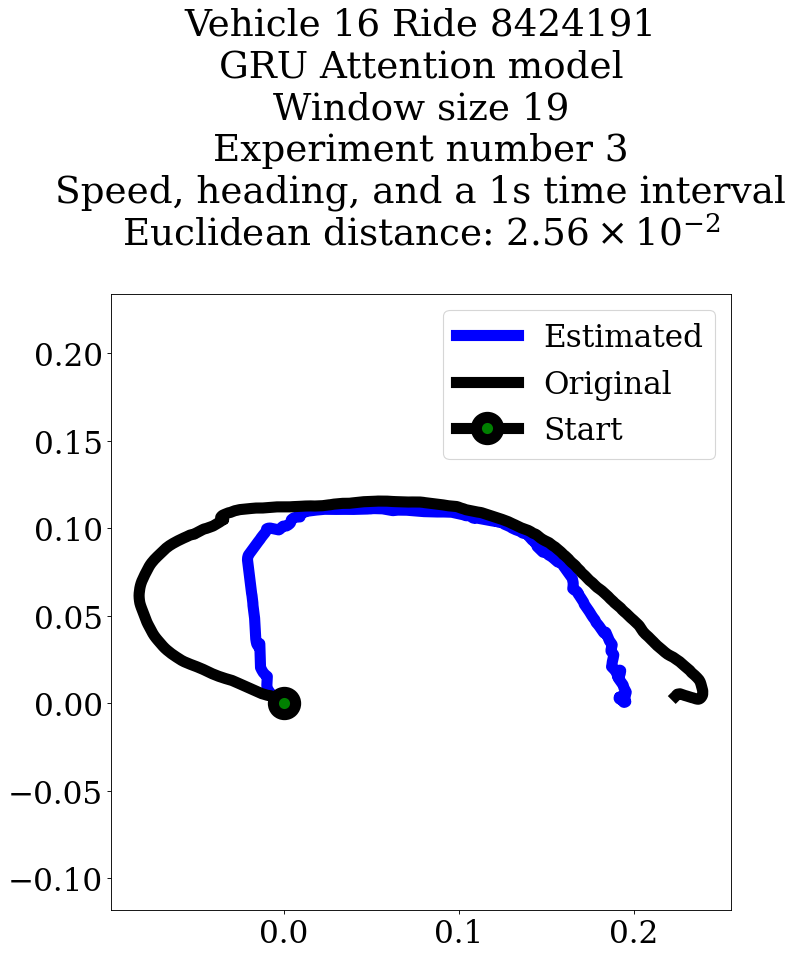 Vehicle 16 Ride 8424191
GRU Attention model
Window size 19
Experiment number 3
Speed, heading, and a 1s time interval
Euclidean distance: 2.56 × 10⁻²
Estimated
Original
Start
0.20
0.15
0.10
0.05
0.00
−0.05
−0.10
0.0 0.1 0.2